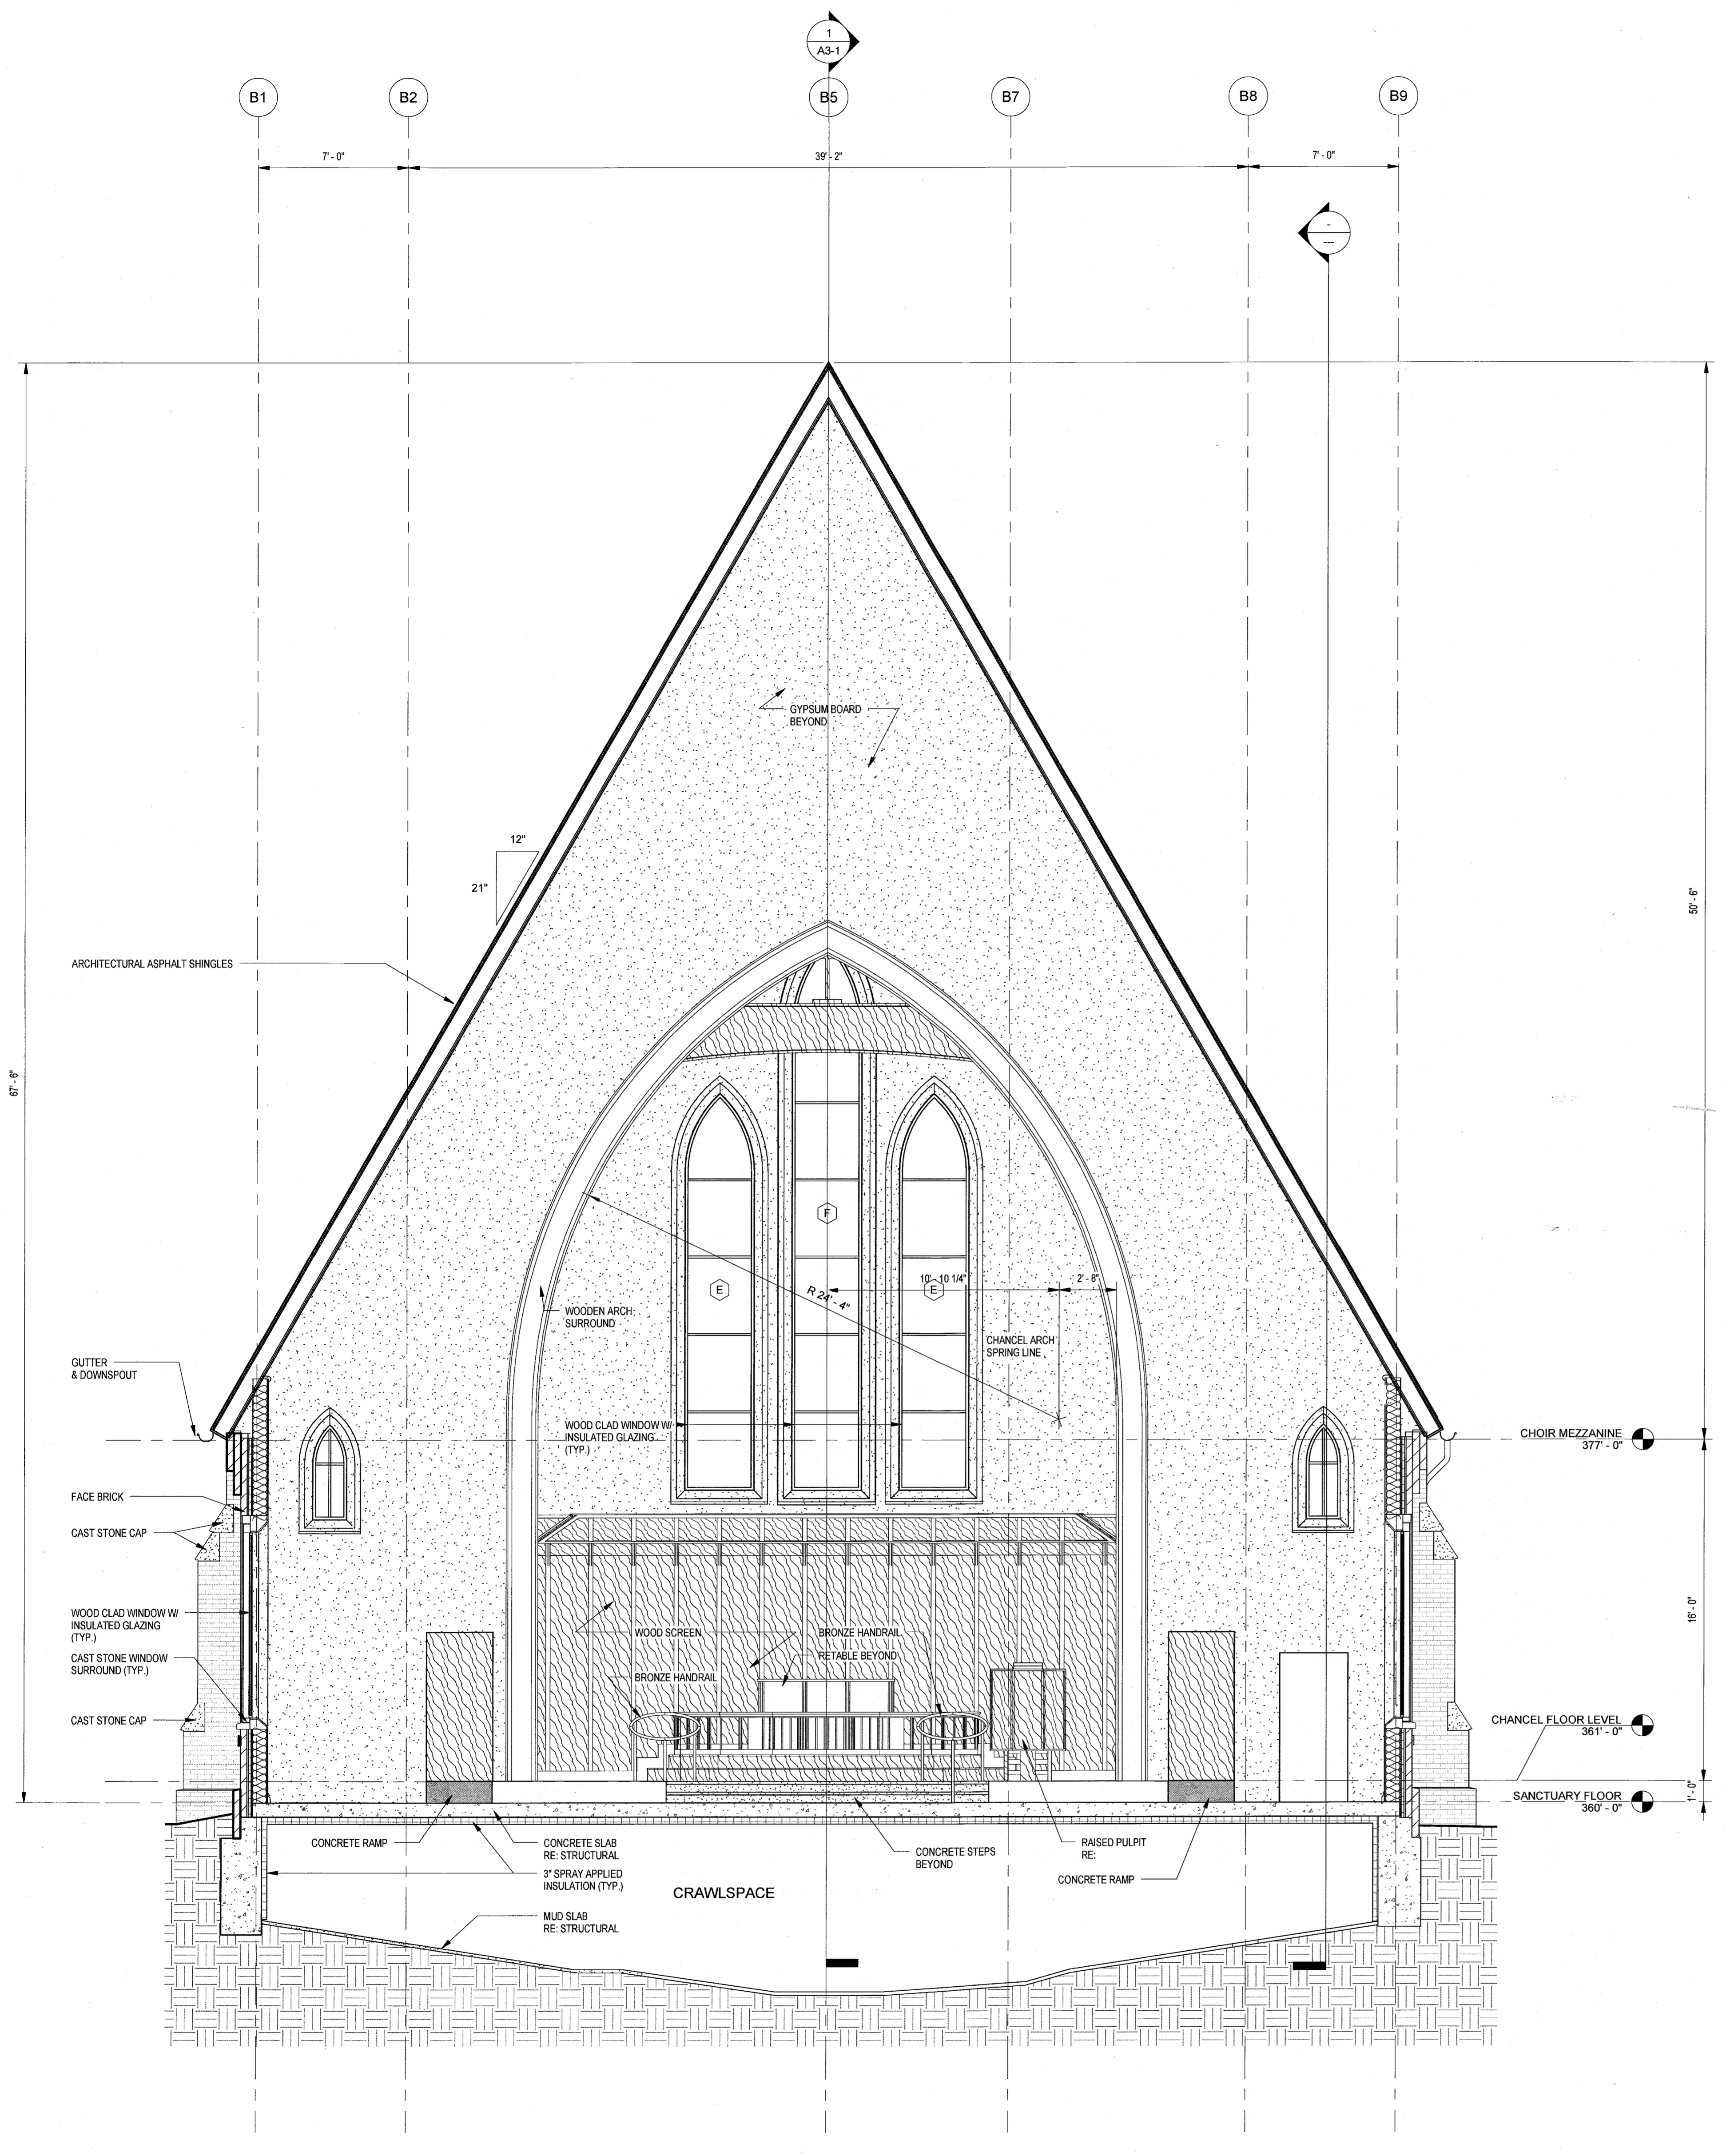 1
A3-1
B1
B2
B5
B7
B8
B9
7' - 0"
39' - 2"
7' - 0"
-
---
GYPSUM BOARD
BEYOND
12"
21"
50' - 6"
ARCHITECTURAL ASPHALT SHINGLES
67' - 6"
F
E
E
10' - 10 1/4"
2' - 8"
R 24' - 4"
WOODEN ARCH
SURROUND
CHANCEL ARCH
SPRING LINE
GUTTER
& DOWNSPOUT
WOOD CLAD WINDOW W/
INSULATED GLAZING
(TYP.)
CHOIR MEZZANINE
377' - 0"
FACE BRICK
CAST STONE CAP
WOOD CLAD WINDOW W/
INSULATED GLAZING
(TYP.)
16' - 0"
WOOD SCREEN
BRONZE HANDRAIL
RETABLE BEYOND
BRONZE HANDRAIL
CAST STONE WINDOW
SURROUND (TYP.)
CAST STONE CAP
CHANCEL FLOOR LEVEL
361' - 0"
1' - 0"
SANCTUARY FLOOR
360' - 0"
CONCRETE RAMP
CONCRETE SLAB
RE: STRUCTURAL
3" SPRAY APPLIED
INSULATION (TYP.)
CONCRETE STEPS
BEYOND
RAISED PULPIT
RE:
CONCRETE RAMP
CRAWLSPACE
MUD SLAB
RE: STRUCTURAL